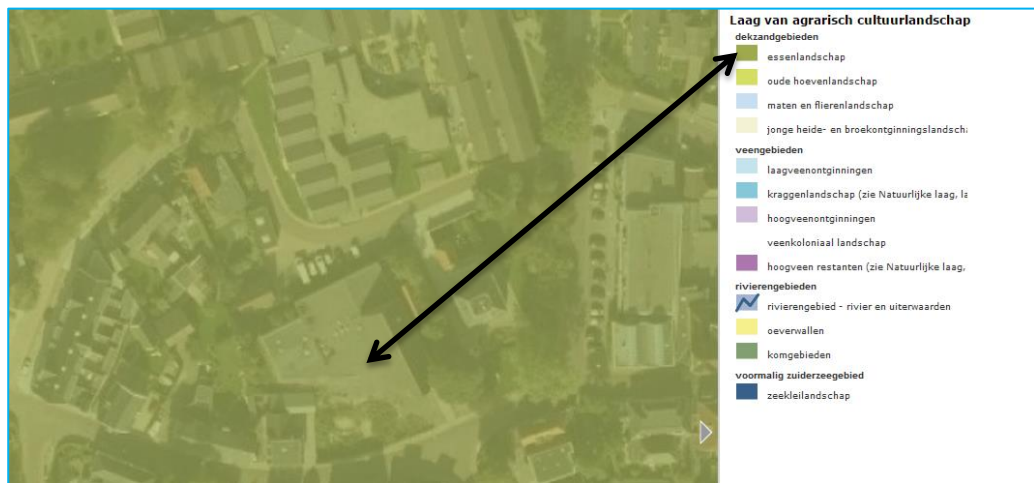 Laag van agrarisch cultuurlandschap
dekzandgebieden
essenlandschap
oude hoevenlandschap
maten en flierenlandschap
jonge heide- en broekontginningslandscha
veengebieden
laagveenontginningen
kraggenlandschap (zie Natuurlijke laag, la
hoogveenontginningen
veenkoloniaal landschap
hoogveen restanten (zie Natuurlijke laag,
rivierengebieden
rivierengebied - rivier en uiterwaarden
oeverwallen
komgebieden
voormalig zuiderzeegebied
zeekleilandschap